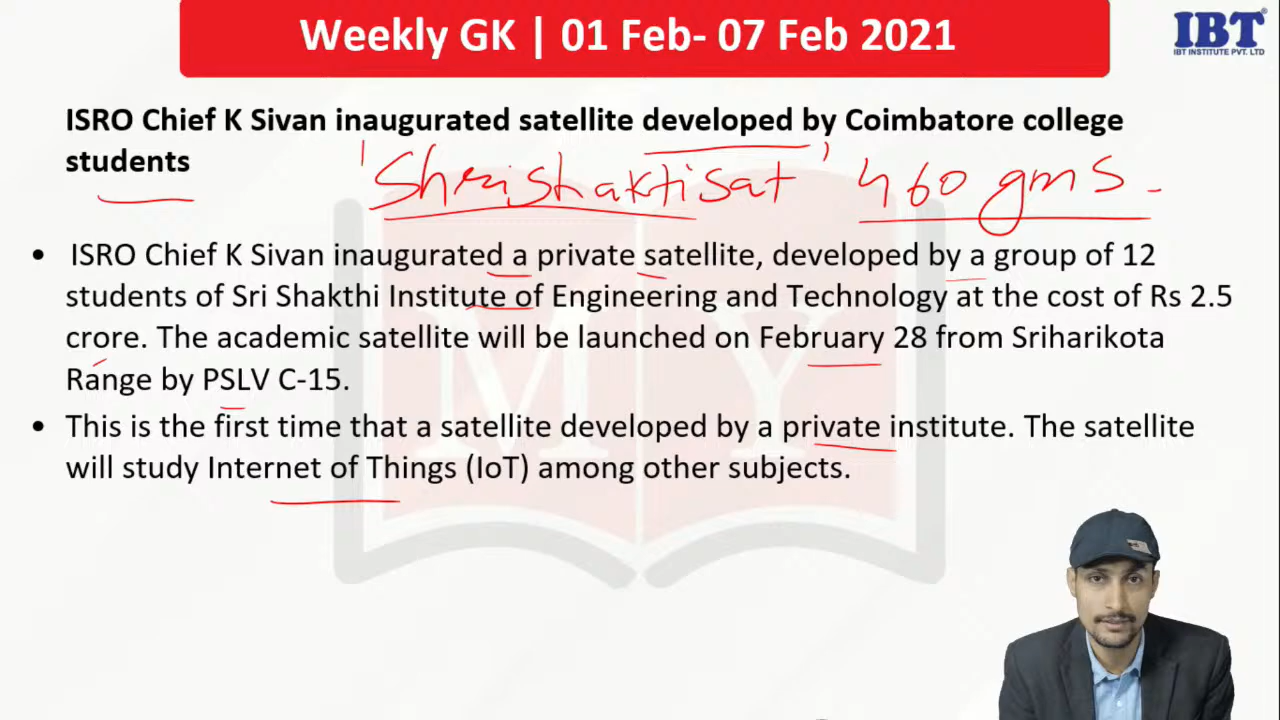 Weekly GK | 01 Feb- 07 Feb 2021
IBT
IBT INSTITUTE PVT. LTD
ISRO Chief K Sivan inaugurated satellite developed by Coimbatore college
students
'Shrishaktisat' 460 gms.
• ISRO Chief K Sivan inaugurated a private satellite, developed by a group of 12
students of Sri Shakthi Institute of Engineering and Technology at the cost of Rs 2.5
crore. The academic satellite will be launched on February 28 from Sriharikota
Range by PSLV C-15.
• This is the first time that a satellite developed by a private institute. The satellite
will study Internet of Things (IoT) among other subjects.
M Y